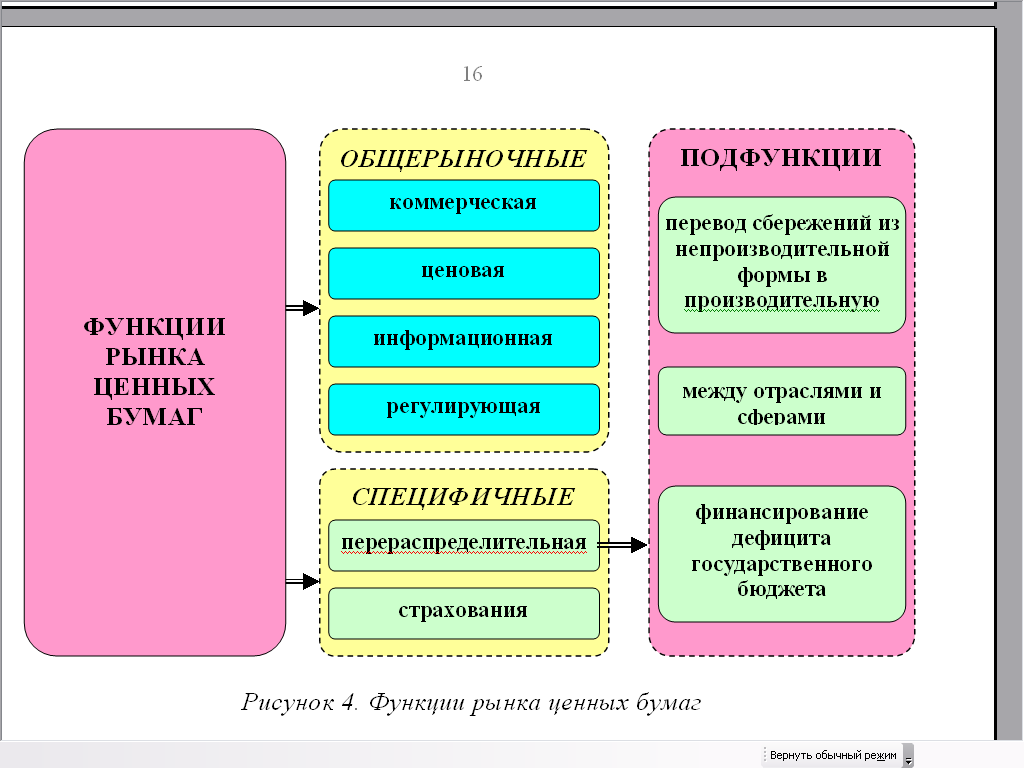 16
ФУНКЦИИ
РЫНКА
ЦЕННЫХ
БУМАГ
ОБЩЕРЫНОЧНЫЕ
коммерческая
ценовая
информационная
регулирующая
СПЕЦИФИЧНЫЕ
перераспределительная
страхования
ПОДФУНКЦИИ
перевод сбережений из
непроизводительной
формы в
производительную
между отраслями и
сферами
финансирование
дефицита
государственного
бюджета
Рисунок 4. Функции рынка ценных бумаг
Вернуть обычный режим